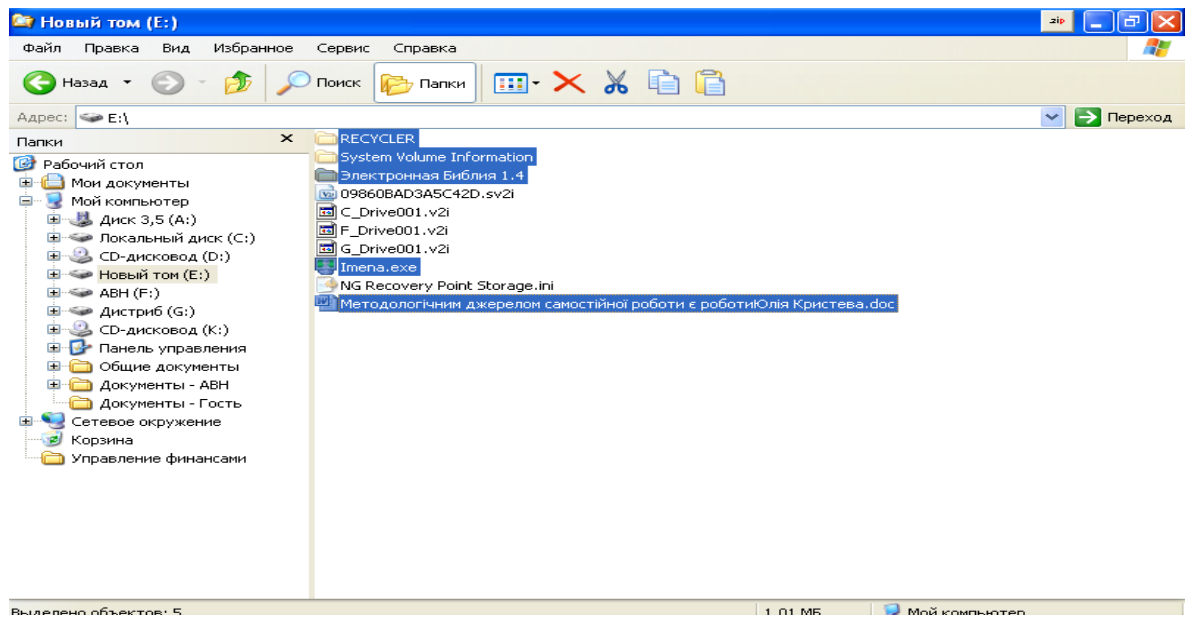 Новый том (E:)
zip
Файл Правка Вид Избранное Сервис Справка
Назад Поиск Папки
Адрес: E:\ Переход
Папки
Рабочий стол
Мои документы
Мой компьютер
Диск 3,5 (A:)
Локальный диск (C:)
CD-дисковод (D:)
Новый том (E:)
ABH (F:)
Дистриб (G:)
CD-дисковод (K:)
Панель управления
Общие документы
Документы - ABH
Документы - Гость
Сетевое окружение
Корзина
Управление финансами
RECYCLER
System Volume Information
Электронная Библия 1.4
09860BAD3A5C42D.sv2i
C_Drive001.v2i
F_Drive001.v2i
G_Drive001.v2i
Imena.exe
NG Recovery Point Storage.ini
Методологічним джерелом самостійної роботи є роботиЮлія Кристева.doc
Выделено объектов: 5 1,01 МБ Мой компьютер